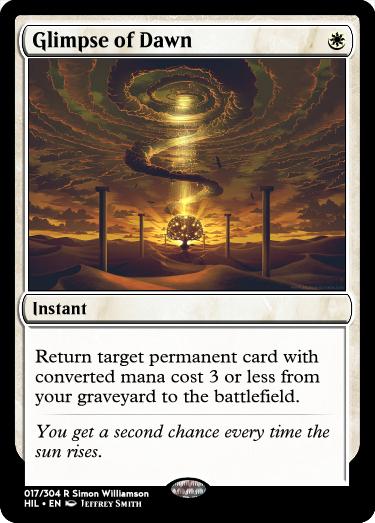 Glimpse of Dawn
Instant
Return target permanent card with
converted mana cost 3 or less from
your graveyard to the battlefield.
You get a second chance every time the
sun rises.
017/304 R Simon Williamson
HIL • EN Jeffrey Smith